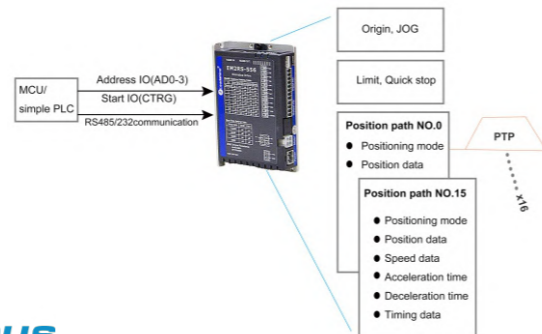 Origin, JOG
Limit, Quick stop
MCU/
simple PLC
Address IO(AD0-3)
Start IO(CTRG)
RS485/232communication
EM2RS-556
Position path NO.0
● Positioning mode
● Position data
PTP
x16
Position path NO.15
● Positioning mode
● Position data
● Speed data
● Acceleration time
● Deceleration time
● Timing data